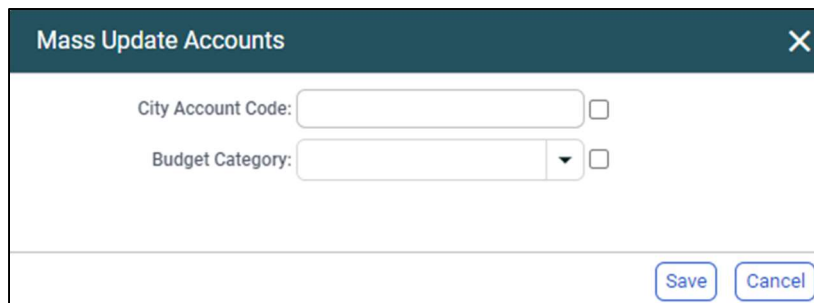 Mass Update Accounts
City Account Code:
Budget Category:
Save Cancel